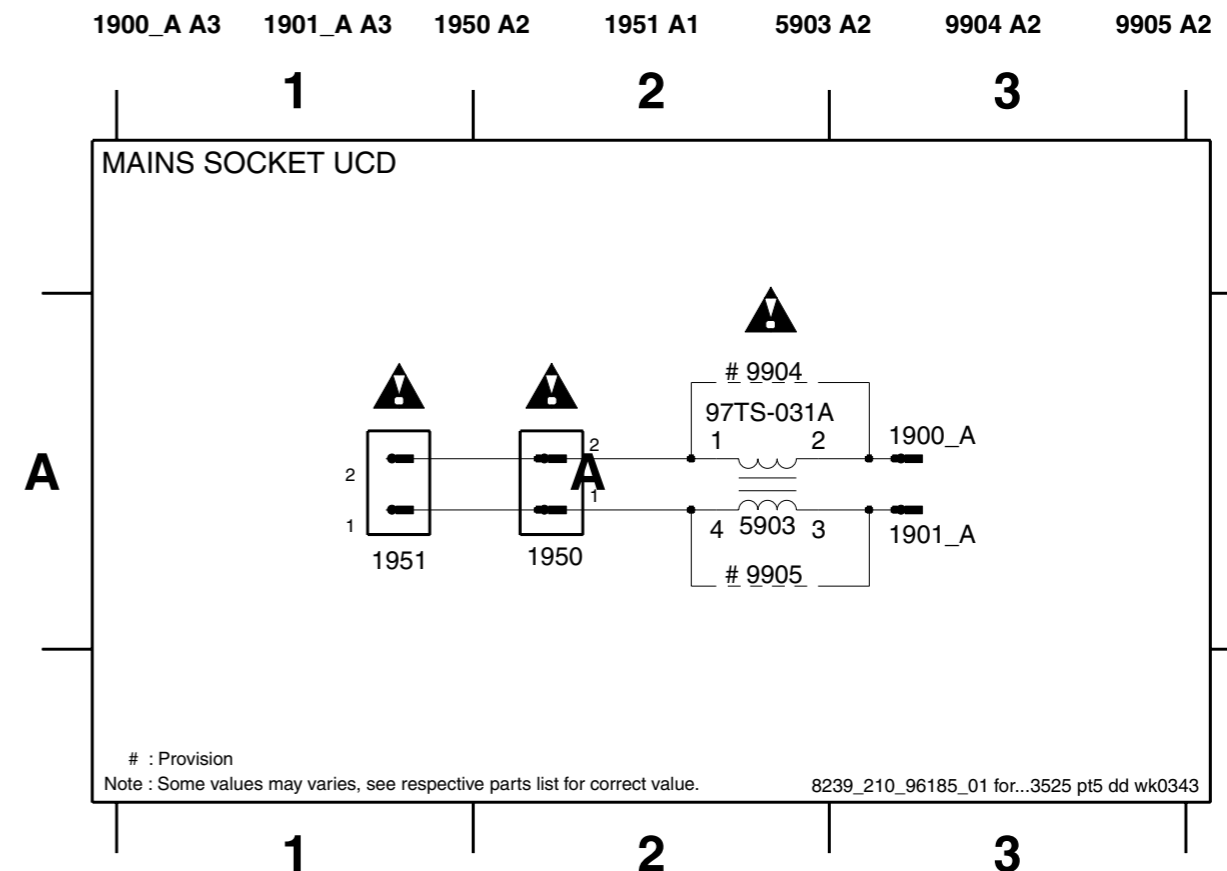 1900_A A3 1901_A A3 1950 A2 1951 A1 5903 A2 9904 A2 9905 A2
1 2 3
MAINS SOCKET UCD
# 9904
97TS-031A
1 2 1900_A
2 2
A A A
1 1
4 5903 3 1901_A
1951 1950
# 9905
# : Provision
Note : Some values may varies, see respective parts list for correct value. 8239_210_96185_01 for...3525 pt5 dd wk0343
1 2 3